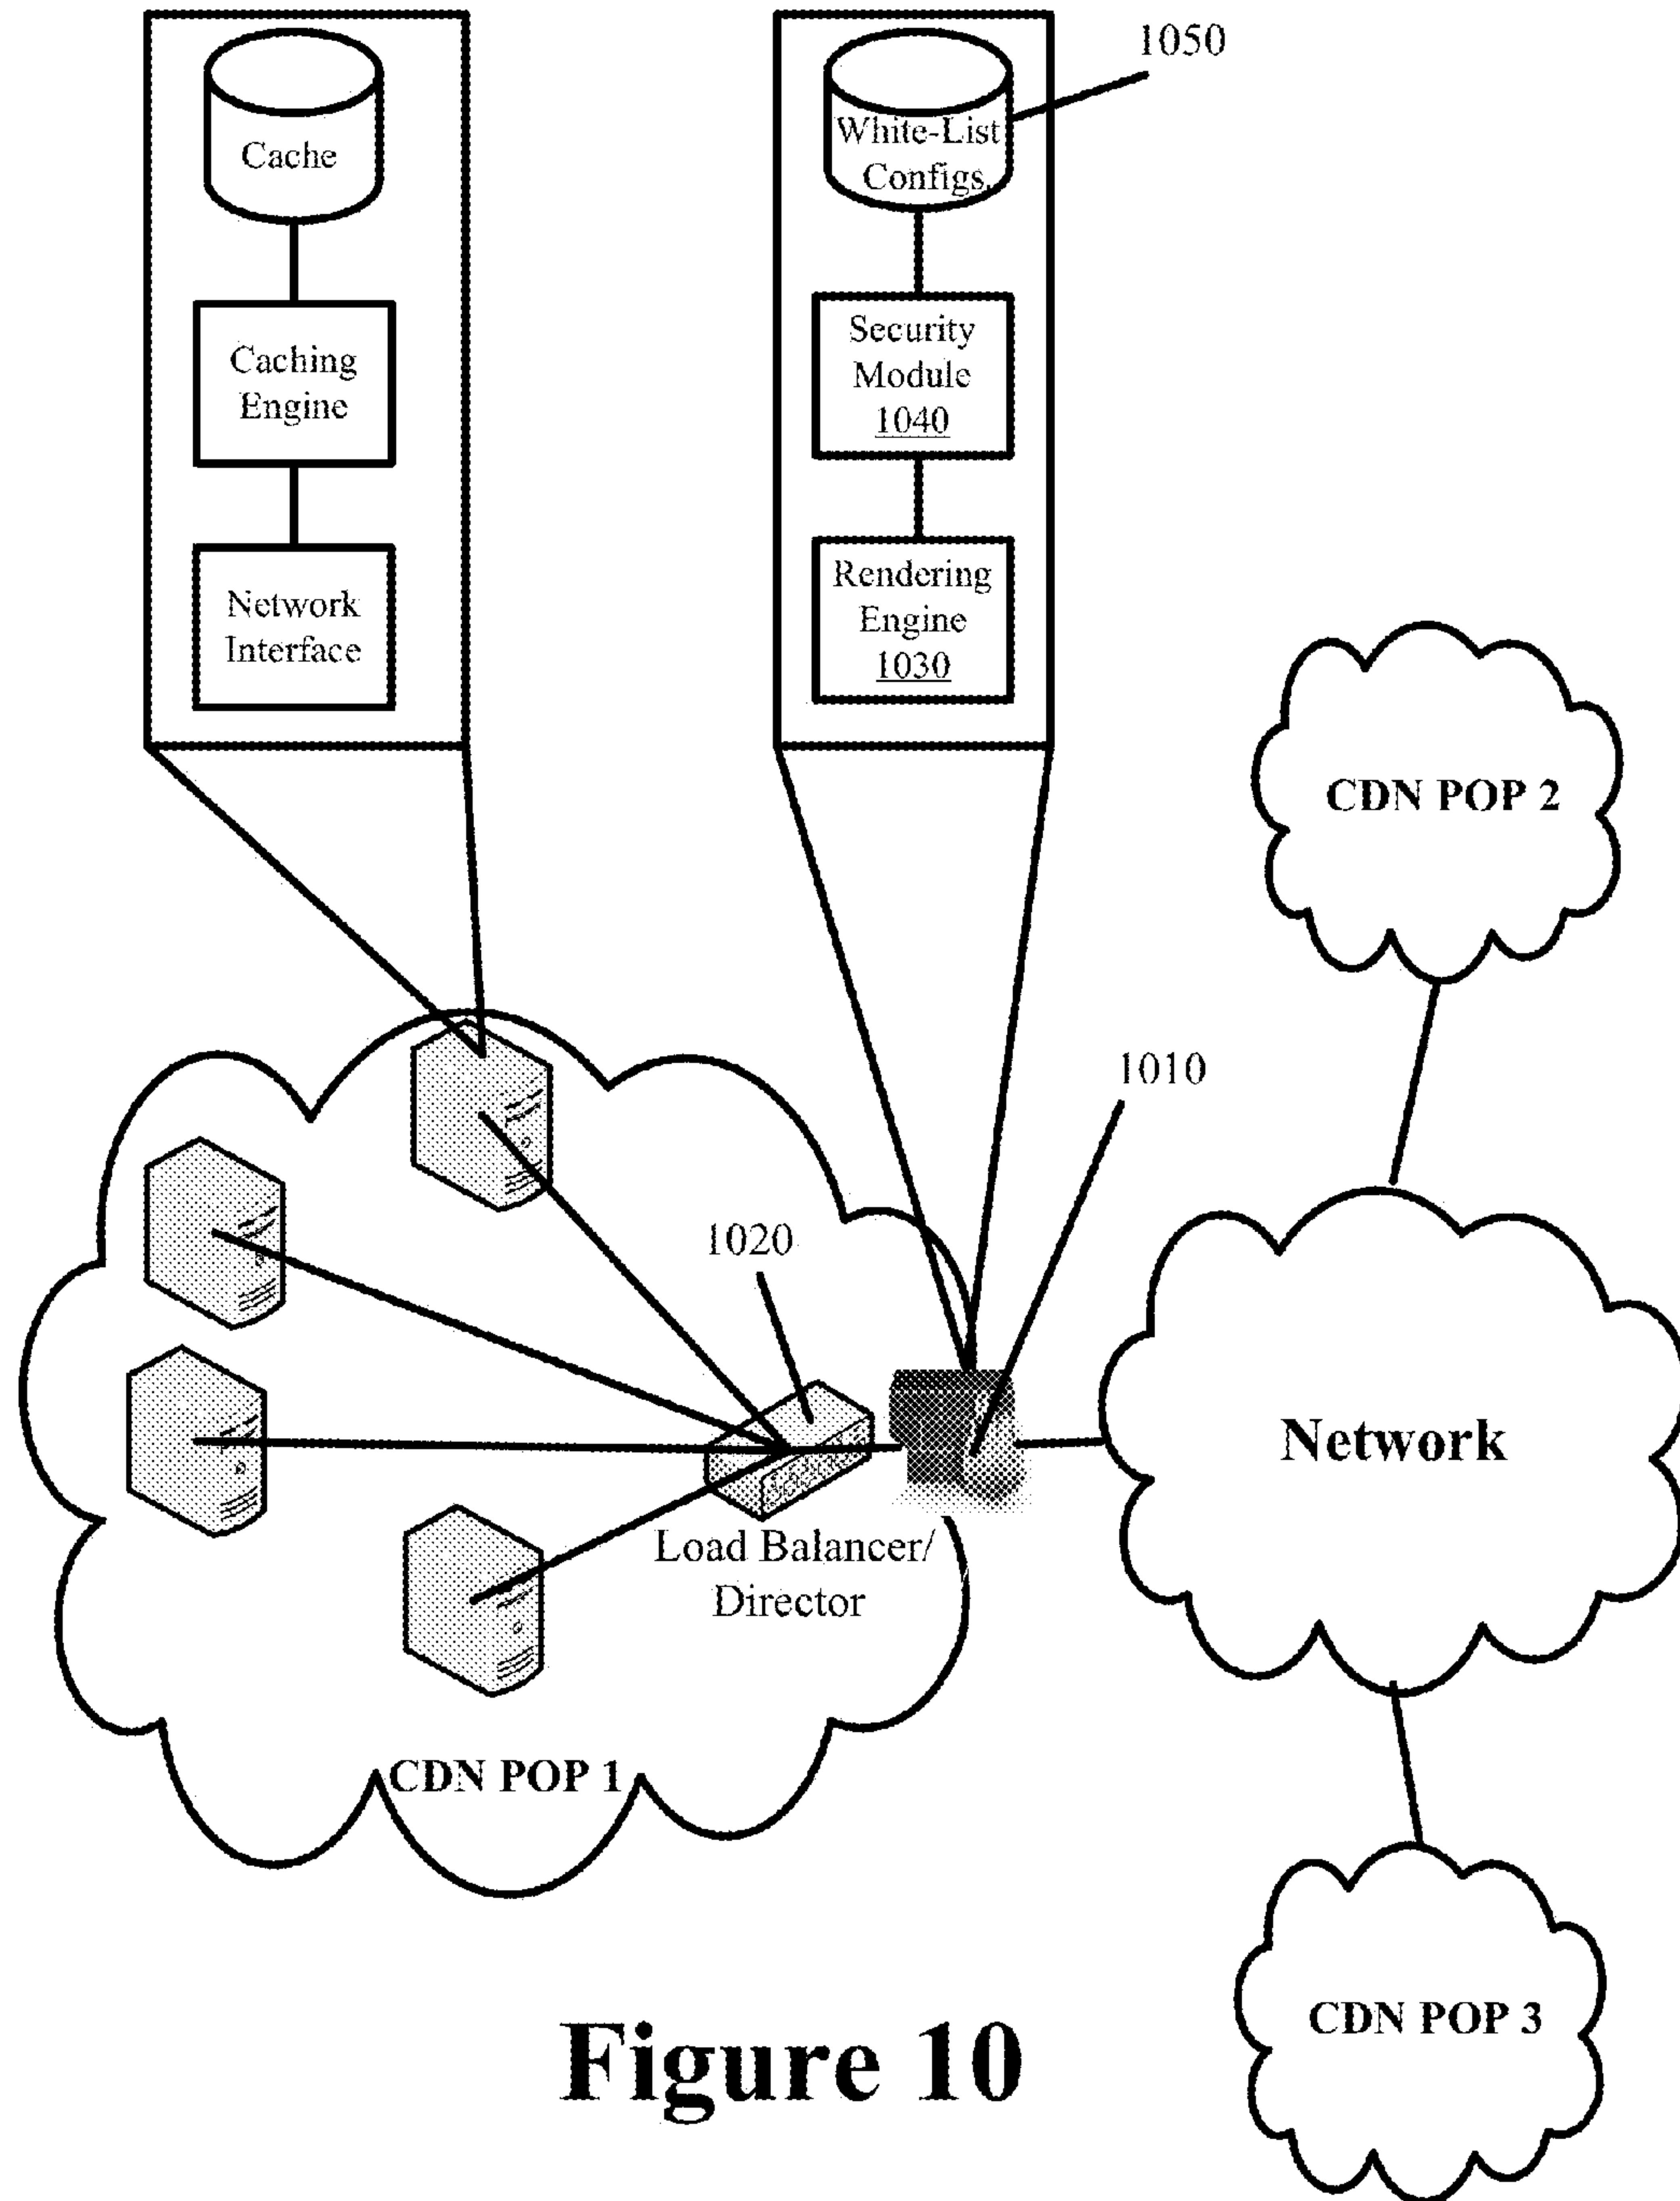 1050
Cache
White-List
Configs.
Caching
Engine
Security
Module
1040
Network
Interface
Rendering
Engine
1030
CDN POP 2
1010
1020
Network
Load Balancer/
Director
CDN POP 1
CDN POP 3
Figure 10